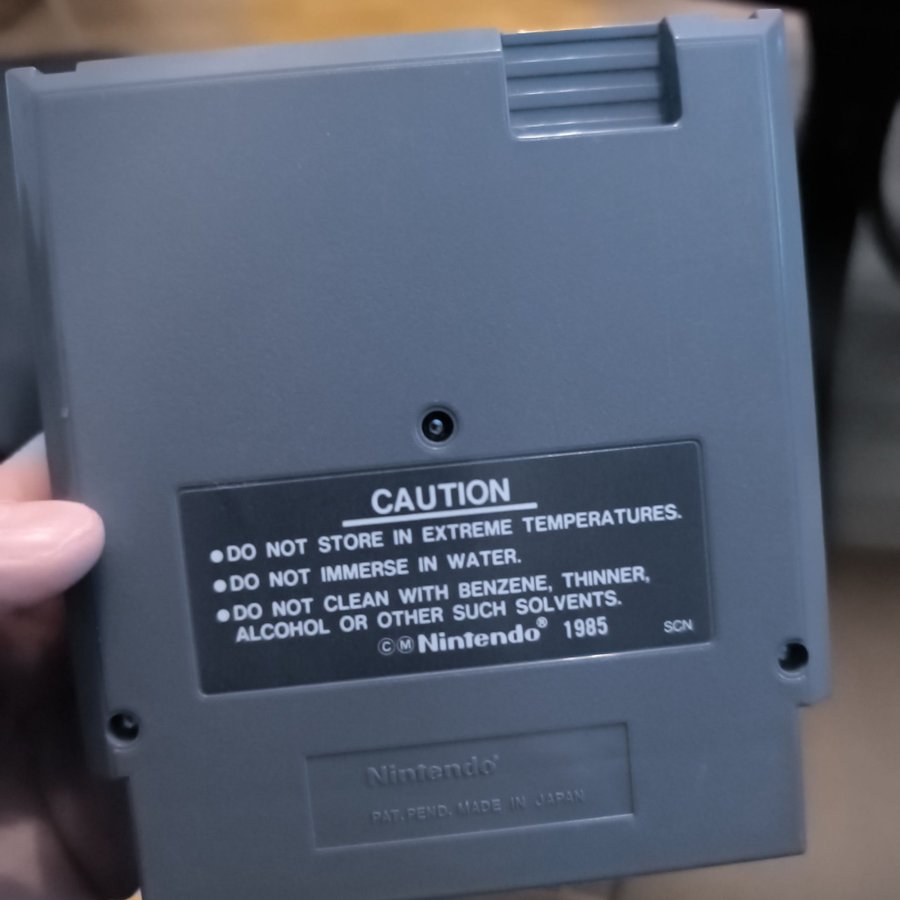 CAUTION
●DO NOT STORE IN EXTREME TEMPERATURES.
●DO NOT IMMERSE IN WATER.
●DO NOT CLEAN WITH BENZENE, THINNER,
ALCOHOL OR OTHER SUCH SOLVENTS.
ⒸⓂNintendo® 1985 SCN
Nintendo®
PAT. PEND. MADE IN JAPAN